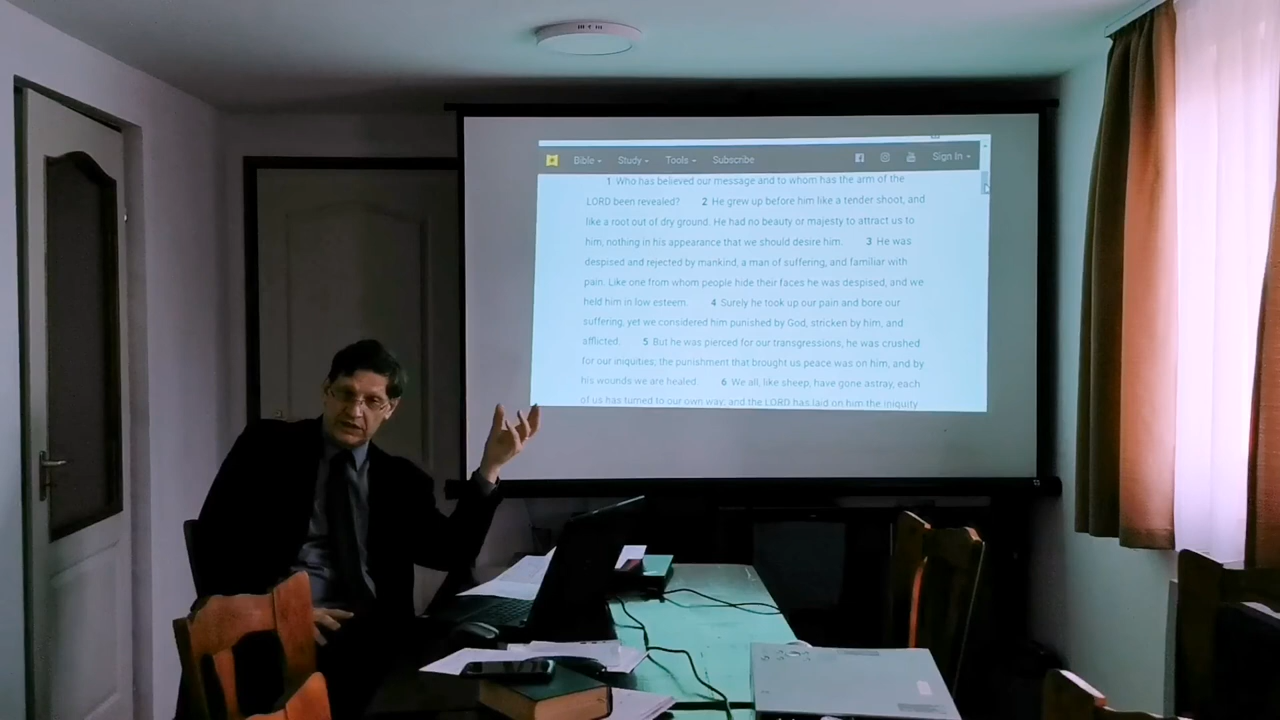 Bible Study Tools Subscribe Sign In
1 Who has believed our message and to whom has the arm of the
LORD been revealed? 2 He grew up before him like a tender shoot, and
like a root out of dry ground. He had no beauty or majesty to attract us to
him, nothing in his appearance that we should desire him. 3 He was
despised and rejected by mankind, a man of suffering, and familiar with
pain. Like one from whom people hide their faces he was despised, and we
held him in low esteem. 4 Surely he took up our pain and bore our
suffering, yet we considered him punished by God, stricken by him, and
afflicted. 5 But he was pierced for our transgressions, he was crushed
for our iniquities; the punishment that brought us peace was on him, and by
his wounds we are healed. 6 We all, like sheep, have gone astray, each
of us has turned to our own way; and the LORD has laid on him the iniquity